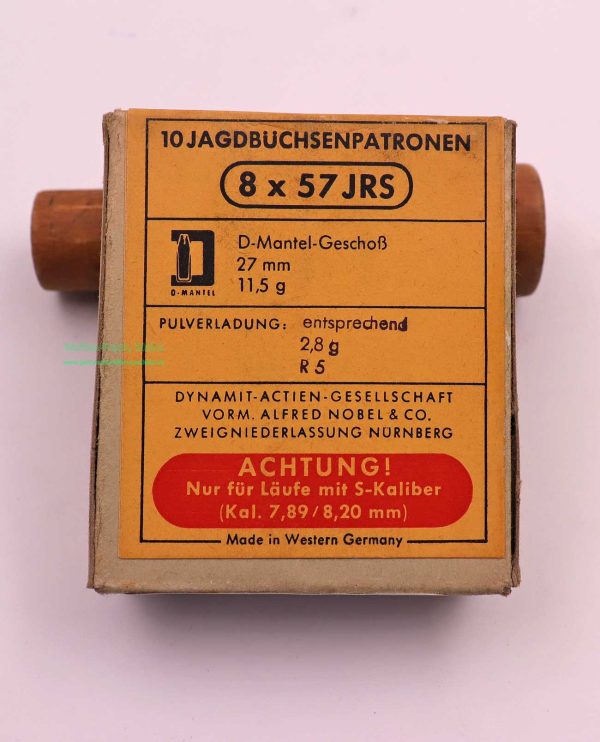 10 JAGDBÜCHSENPATRONEN
8 x 57 JRS
D-Mantel-Geschoß
27 mm
11,5 g
D
D-MANTEL
PULVERLADUNG: entsprechend
2,8 g
R 5
DYNAMIT-ACTIEN-GESELLSCHAFT
VORM. ALFRED NOBEL & CO.
ZWEIGNIEDERLASSUNG NÜRNBERG
ACHTUNG!
Nur für Läufe mit S-Kaliber
(Kal. 7,89/8,20 mm)
Made in Western Germany